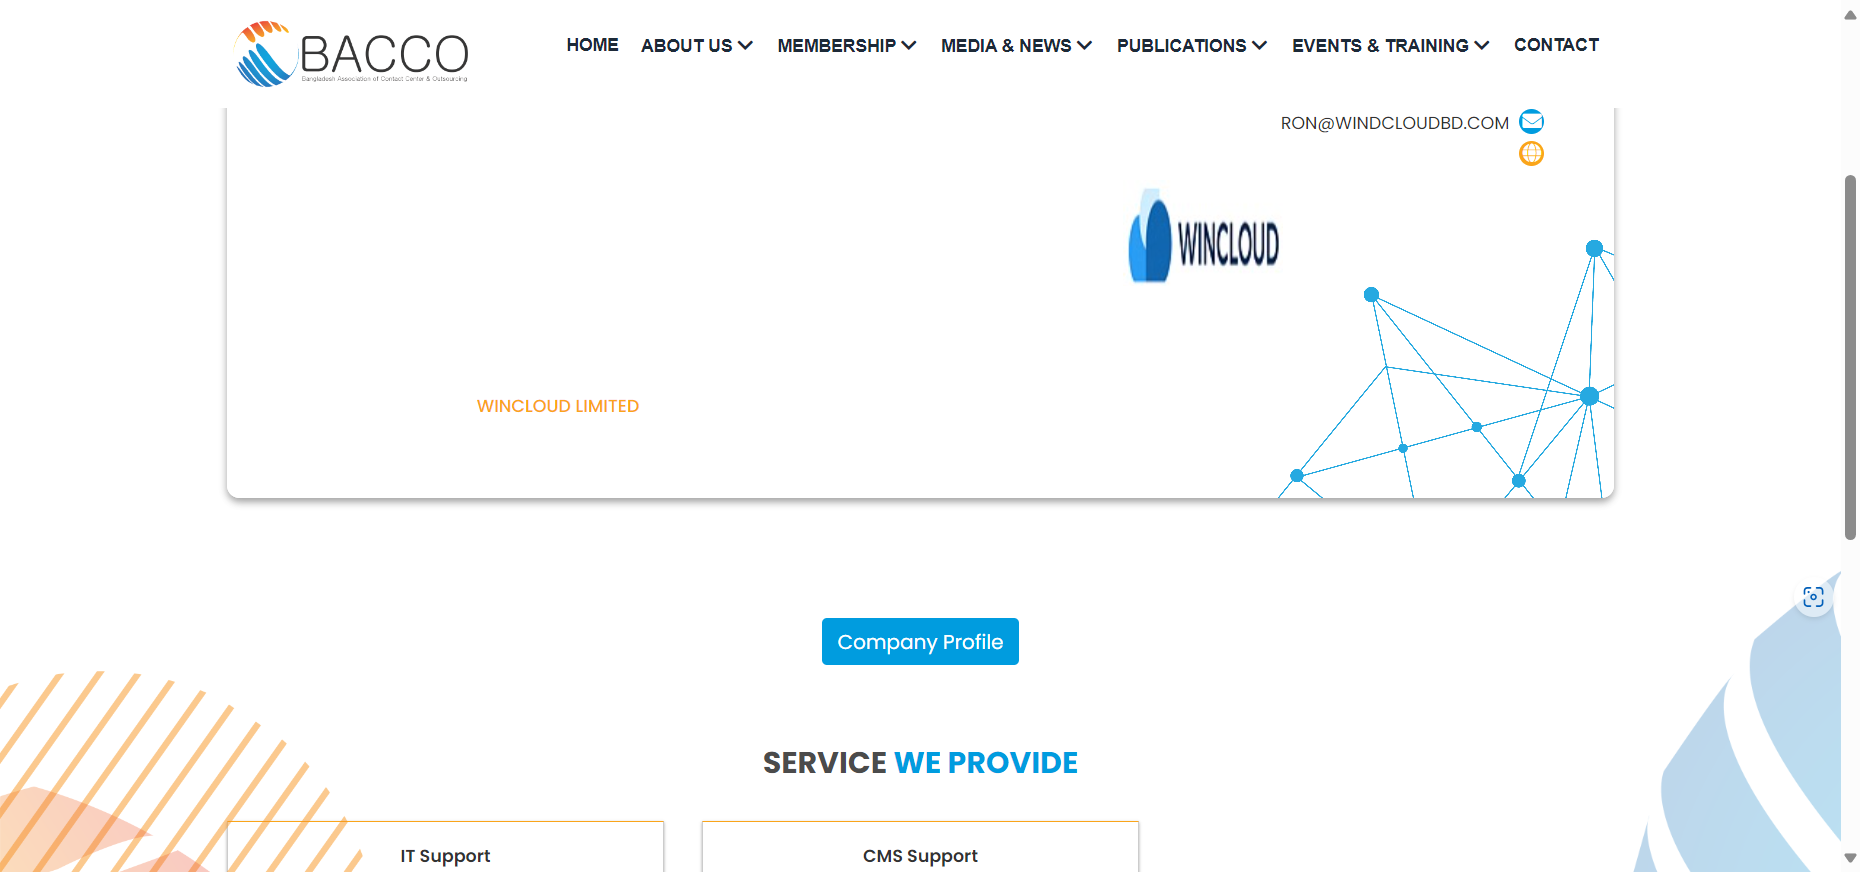 BACCO
Bangladesh Association of Contact Center & Outsourcing
HOME ABOUT US MEMBERSHIP MEDIA & NEWS PUBLICATIONS EVENTS & TRAINING CONTACT
RON@WINDCLOUDBD.COM
WINCLOUD
WINCLOUD LIMITED
Company Profile
SERVICE WE PROVIDE
IT Support
CMS Support